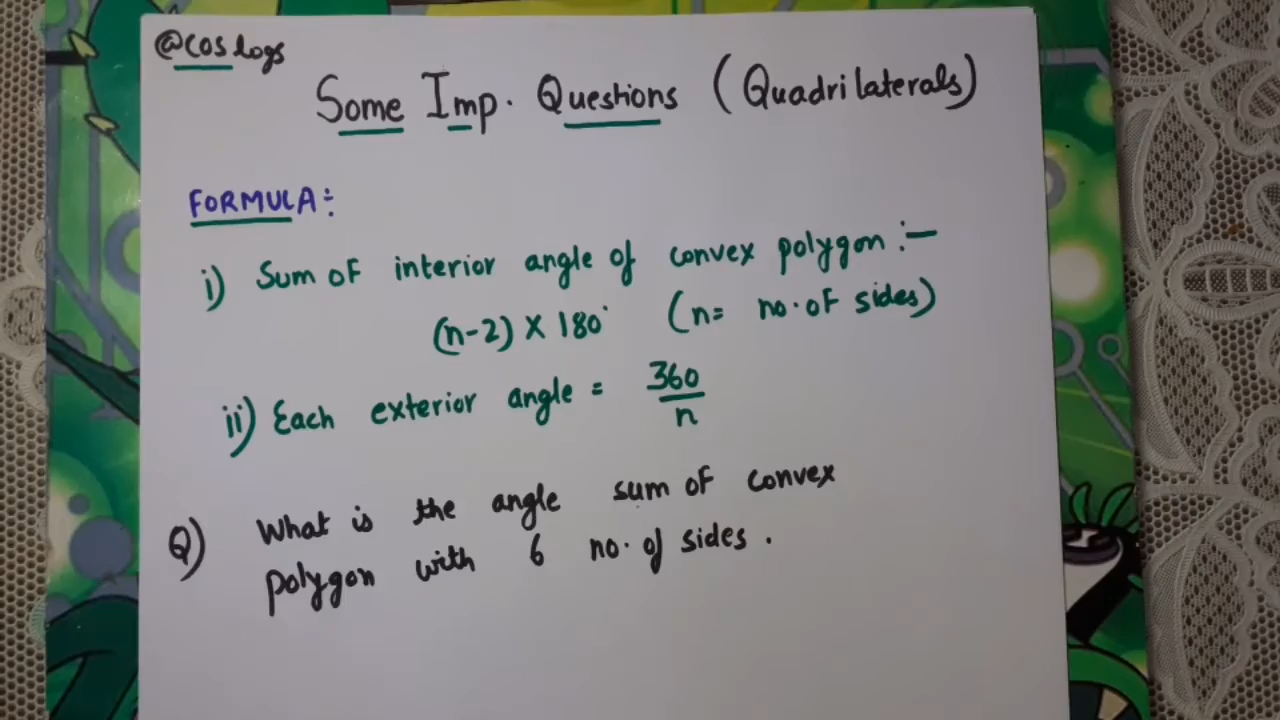 @cos logs
Some Imp. Questions (Quadrilaterals)
FORMULA:-
i) Sum of interior angle of convex polygon :-
(n-2) X 180° (n= no. of sides)
ii) Each exterior angle = 360/n
Q) What is the angle sum of convex
polygon with 6 no. of sides.